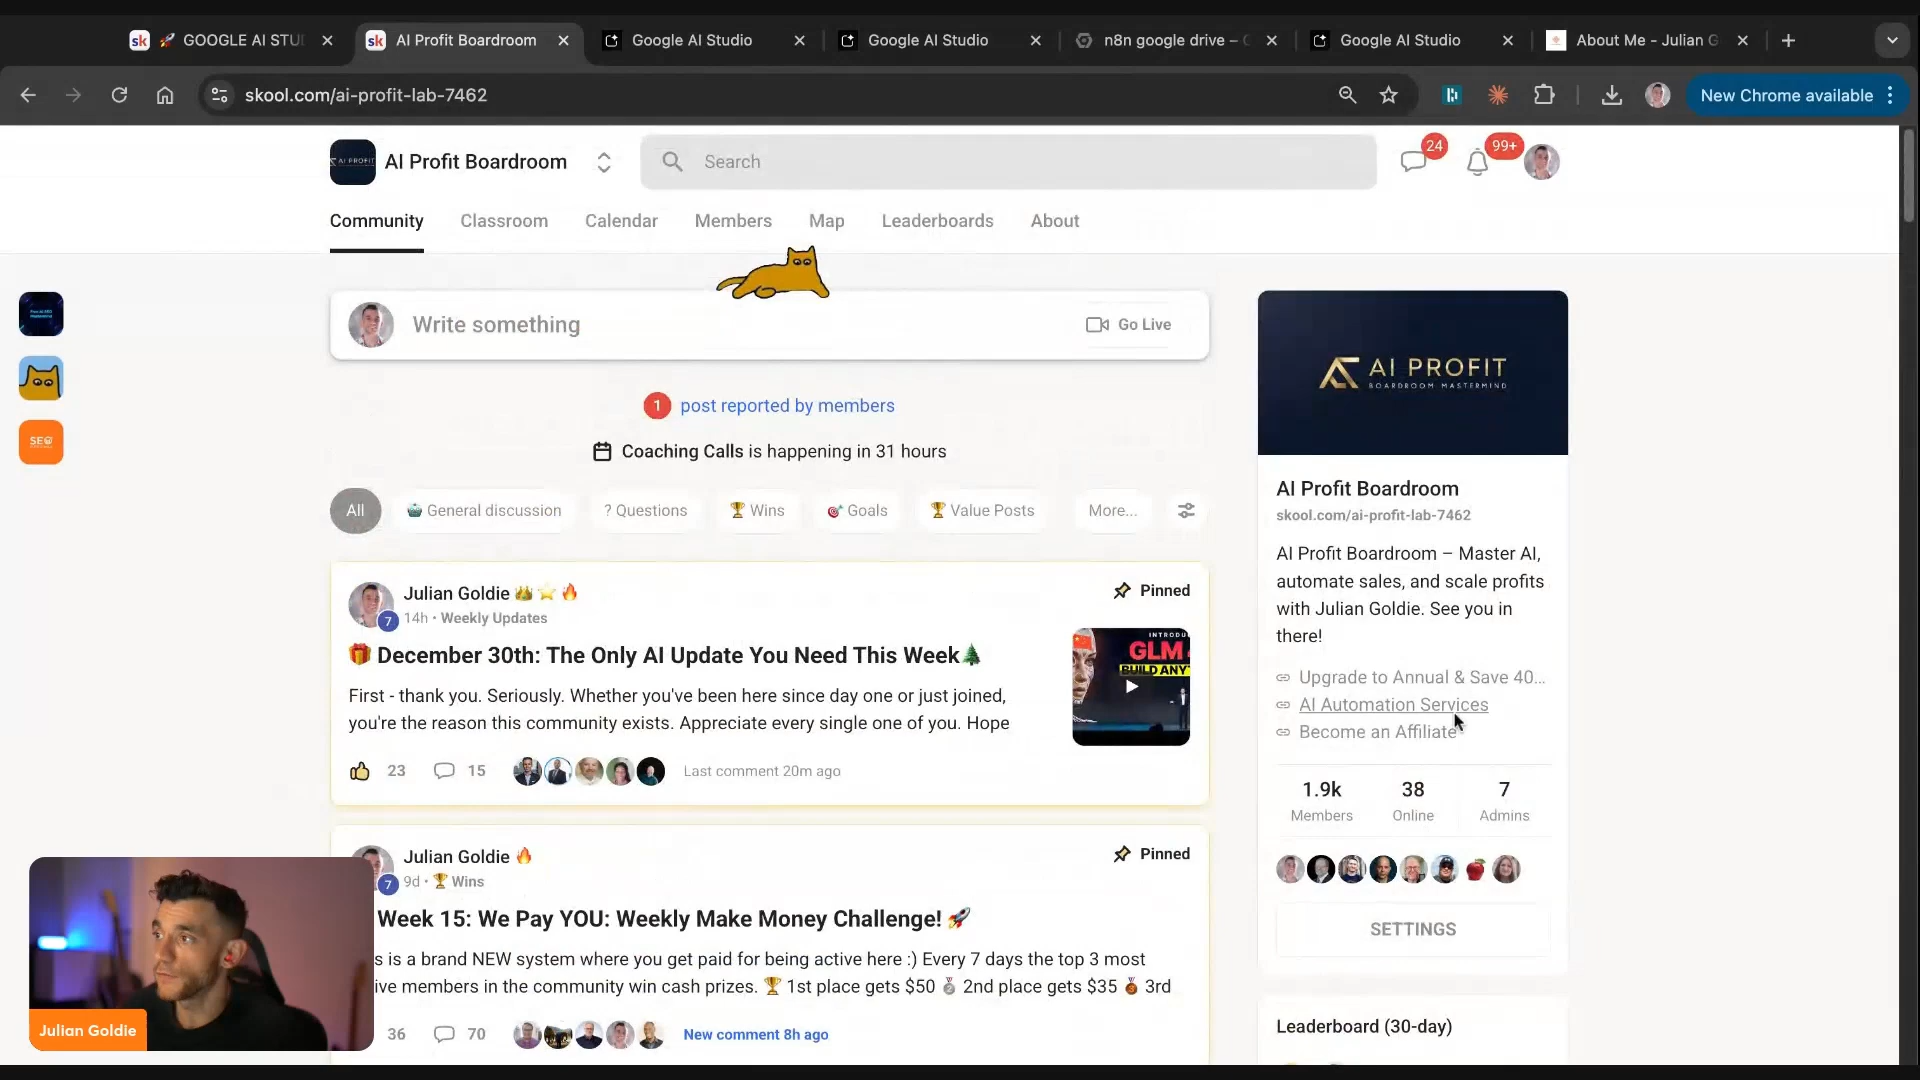 🚀 GOOGLE AI STU
AI Profit Boardroom
Google AI Studio
Google AI Studio
n8n google drive –
Google AI Studio
About Me - Julian G
skool.com/ai-profit-lab-7462
New Chrome available
AI PROFIT
AI Profit Boardroom
Search
24
99+
Community
Classroom
Calendar
Members
Map
Leaderboards
About
Write something
Go Live
1 post reported by members
Coaching Calls is happening in 31 hours
All
General discussion
? Questions
🏆 Wins
🎯 Goals
🏆 Value Posts
More...
SEO
Julian Goldie 👑⭐🔥
7
14h • Weekly Updates
Pinned
🎁 December 30th: The Only AI Update You Need This Week🎄
First - thank you. Seriously. Whether you've been here since day one or just joined,
you're the reason this community exists. Appreciate every single one of you. Hope
INTRODU
GLM
BUILD ANY
23
15
Last comment 20m ago
Julian Goldie 🔥
7
9d • 🏆 Wins
Pinned
Week 15: We Pay YOU: Weekly Make Money Challenge! 🚀
s is a brand NEW system where you get paid for being active here :) Every 7 days the top 3 most
ive members in the community win cash prizes. 🏆 1st place gets $50 🥈 2nd place gets $35 🥉 3rd
36
70
New comment 8h ago
AI PROFIT
BOARDROOM MASTERMIND
AI Profit Boardroom
skool.com/ai-profit-lab-7462
AI Profit Boardroom – Master AI,
automate sales, and scale profits
with Julian Goldie. See you in
there!
Upgrade to Annual & Save 40...
AI Automation Services
Become an Affiliate
1.9k
Members
38
Online
7
Admins
SETTINGS
Leaderboard (30-day)
Julian Goldie